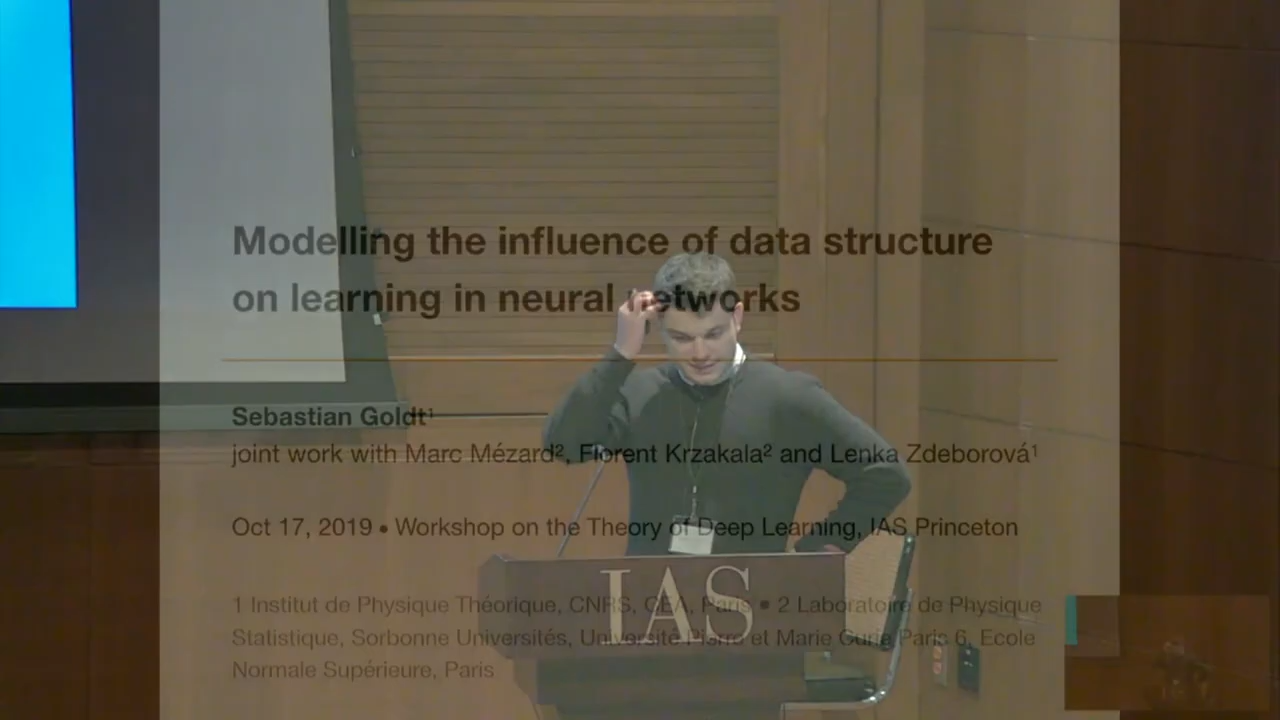 Modelling the influence of data structure
on learning in neural networks
Sebastian Goldt¹
joint work with Marc Mézard², Florent Krzakala² and Lenka Zdeborová¹
Oct 17, 2019 • Workshop on the Theory of Deep Learning, IAS Princeton
IAS
1 Institut de Physique Théorique, CNRS, CEA, Paris • 2 Laboratoire de Physique
Statistique, Sorbonne Universités, Université Pierre et Marie Curie Paris 6, Ecole
Normale Supérieure, Paris